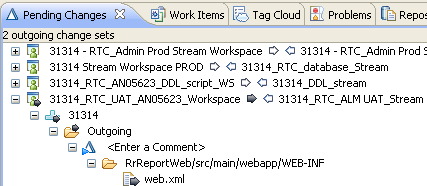 Pending Changes Work Items Tag Cloud Problems Repos
2 outgoing change sets
31314 - RTC_Admin Prod Stream Workspace 31314 - RTC_Admin Prod S
31314 Stream Workspace PROD 31314_RTC_database_Stream
31314_RTC_AN05623_DDL_script_WS 31314_DDL_stream
31314_RTC_UAT_AN05623_Workspace 31314_RTC_ALM UAT_Stream
31314
Outgoing
<Enter a Comment>
RrReportWeb/src/main/webapp/WEB-INF
web.xml